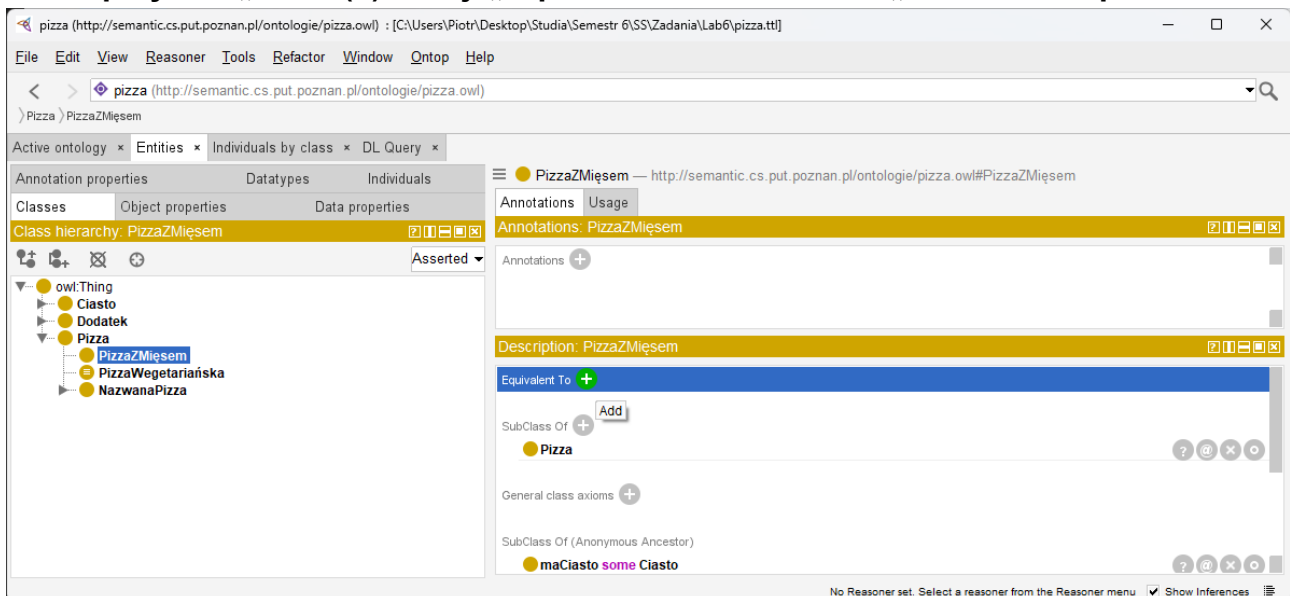 pizza (http://semantic.cs.put.poznan.pl/ontologie/pizza.owl) : [C:\Users\Piotr\Desktop\Studia\Semestr 6\SS\Zadania\Lab6\pizza.ttl]
File Edit View Reasoner Tools Refactor Window Ontop Help
< > pizza (http://semantic.cs.put.poznan.pl/ontologie/pizza.owl)
Pizza PizzaZMięsem
Active ontology × Entities × Individuals by class × DL Query ×
Annotation properties Datatypes Individuals
Classes Object properties Data properties
Class hierarchy: PizzaZMięsem
Asserted
owl:Thing
Ciasto
Dodatek
Pizza
PizzaZMięsem
PizzaWegetariańska
NazwanaPizza
PizzaZMięsem — http://semantic.cs.put.poznan.pl/ontologie/pizza.owl#PizzaZMięsem
Annotations Usage
Annotations: PizzaZMięsem
Annotations
Description: PizzaZMięsem
Equivalent To
Add
SubClass Of
Pizza
General class axioms
SubClass Of (Anonymous Ancestor)
maCiasto some Ciasto
No Reasoner set. Select a reasoner from the Reasoner menu Show Inferences